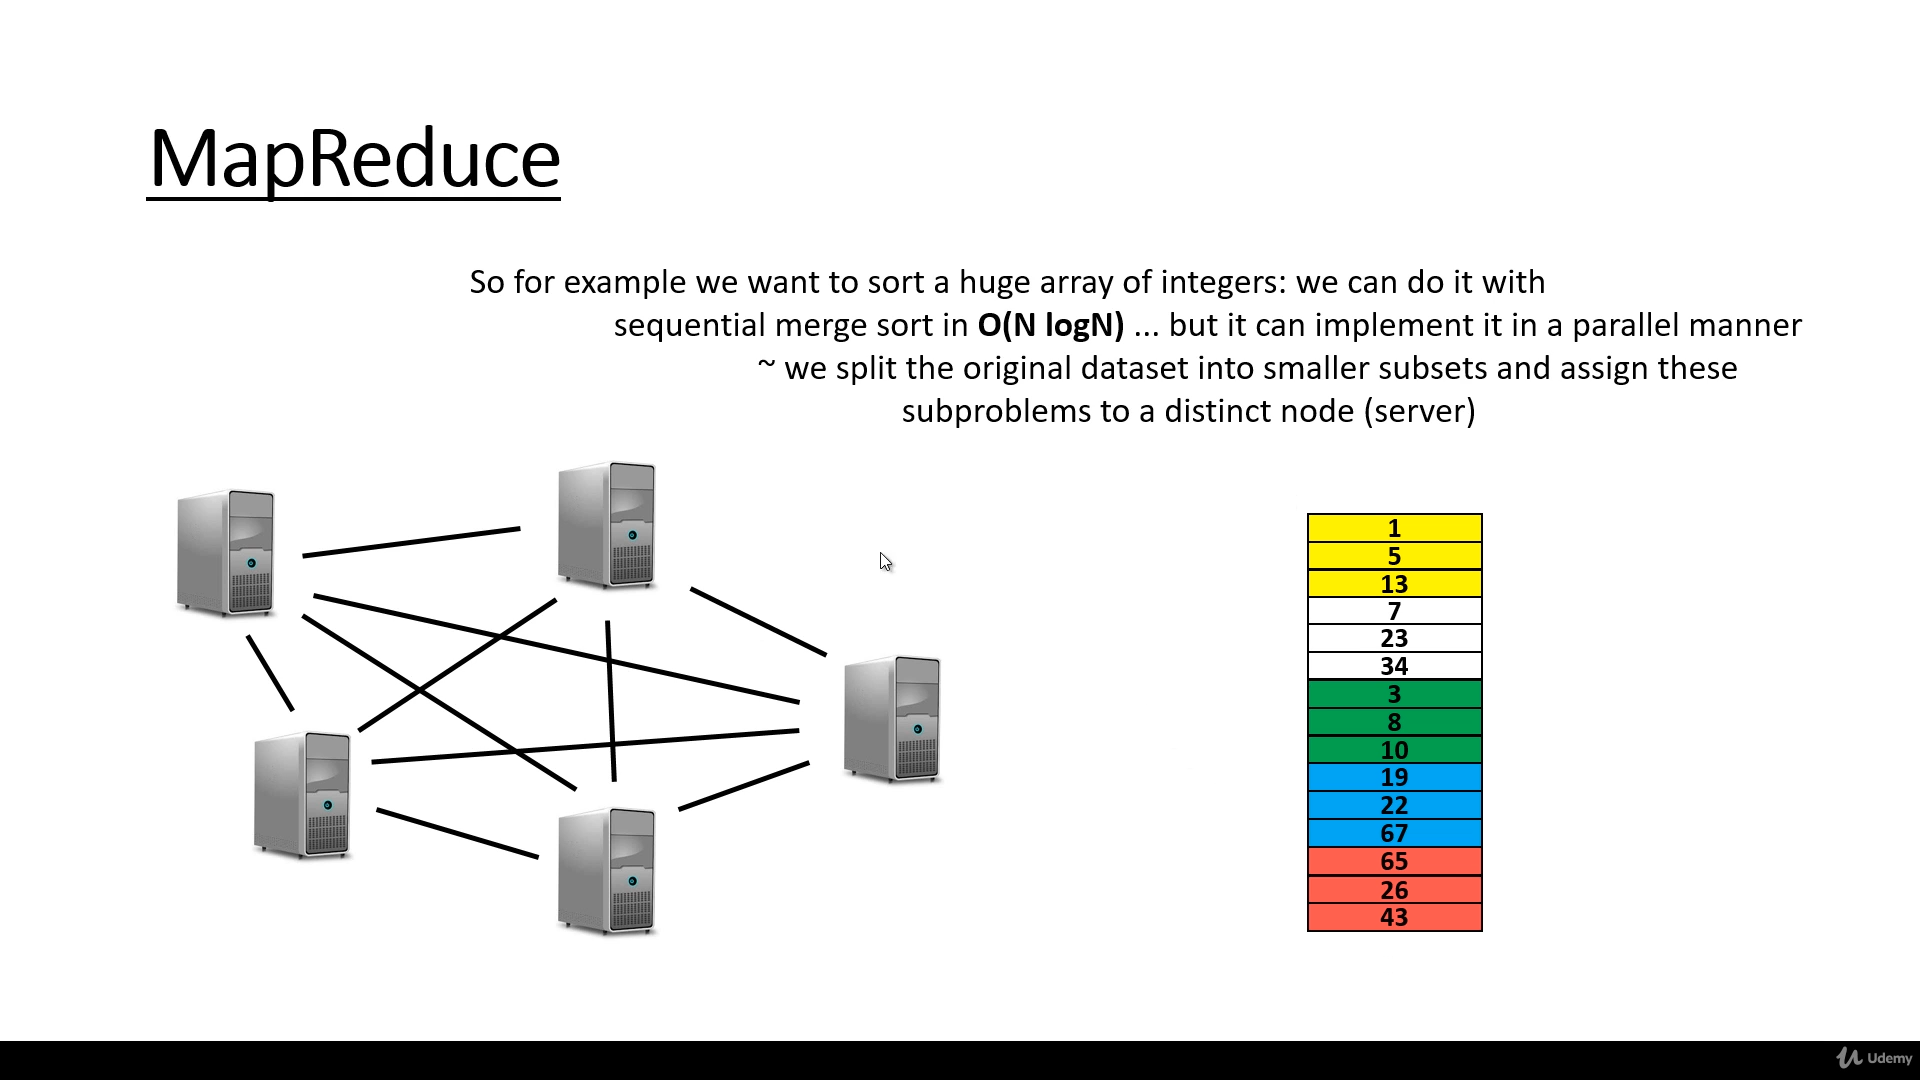 MapReduce
So for example we want to sort a huge array of integers: we can do it with
sequential merge sort in O(N logN) ... but it can implement it in a parallel manner
~ we split the original dataset into smaller subsets and assign these
subproblems to a distinct node (server)
1
5
13
7
23
34
3
8
10
19
22
67
65
26
43
Udemy